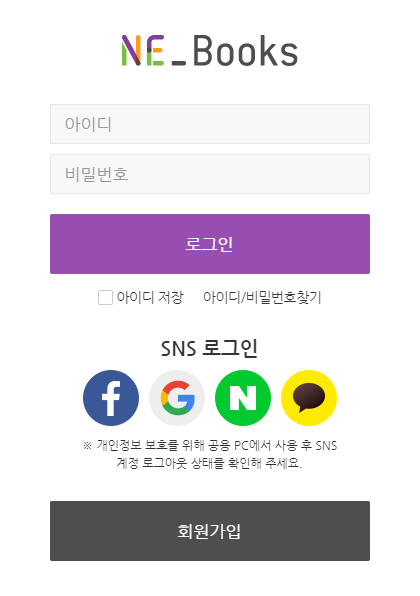 NE_Books
아이디
비밀번호
로그인
아이디 저장 아이디/비밀번호찾기
SNS 로그인
f G N
※ 개인정보 보호를 위해 공용 PC에서 사용 후 SNS
계정 로그아웃 상태를 확인해 주세요.
회원가입